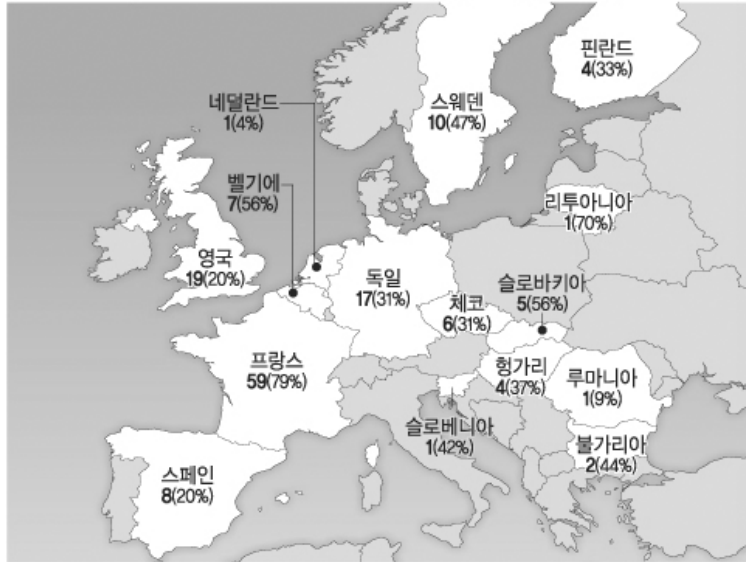 핀란드
4(33%)
네덜란드
1(4%)
스웨덴
10(47%)
벨기에
7(56%)
리투아니아
1(70%)
영국
19(20%)
독일
17(31%)
슬로바키아
5(56%)
체코
6(31%)
프랑스
59(79%)
헝가리
4(37%)
루마니아
1(9%)
슬로베니아
1(42%)
불가리아
2(44%)
스페인
8(20%)